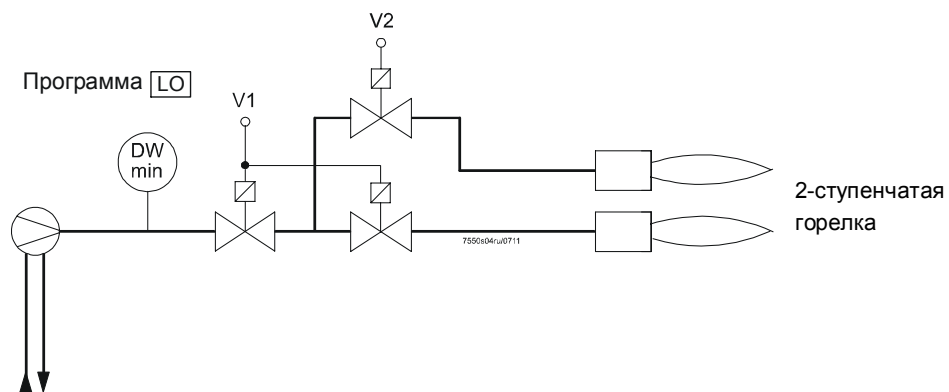 V2
Программа LO
V1
DW
min
2-ступенчатая
горелка
7550s04ru/0711